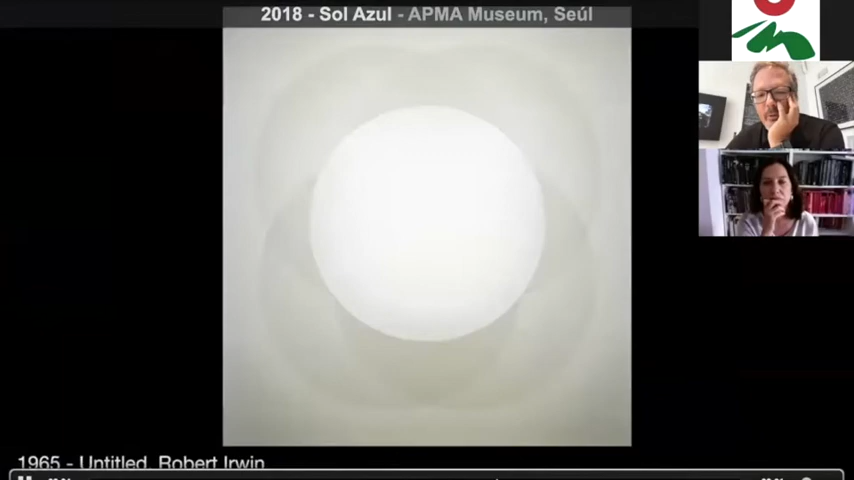 2018 - Sol Azul - APMA Museum, Seúl
1965 - Untitled, Robert Irwin